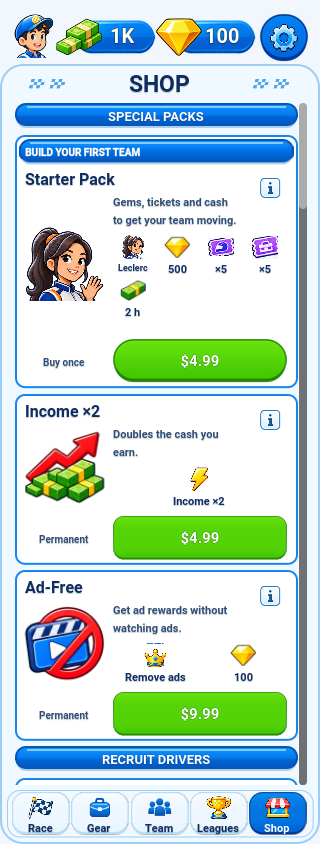 1K
100
SHOP
SPECIAL PACKS
BUILD YOUR FIRST TEAM
Starter Pack
Gems, tickets and cash
to get your team moving.
Leclerc
500
×5
×5
2 h
Buy once
$4.99
Income ×2
Doubles the cash you
earn.
Income ×2
Permanent
$4.99
Ad-Free
Get ad rewards without
watching ads.
Remove ads
100
Permanent
$9.99
RECRUIT DRIVERS
Race
Gear
Team
Leagues
Shop